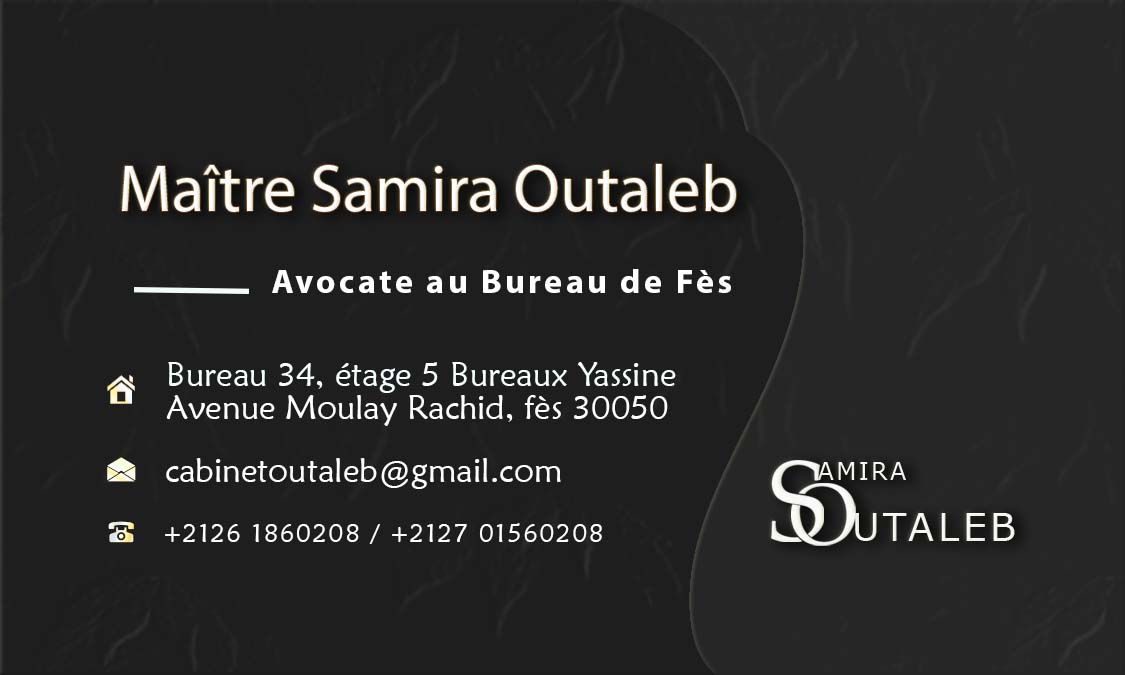 Maître Samira Outaleb
Avocate au Bureau de Fès
Bureau 34, étage 5 Bureaux Yassine
Avenue Moulay Rachid, fès 30050
cabinetoutaleb@gmail.com
+2126 1860208 / +2127 01560208
SAMIRA
OUTALEB